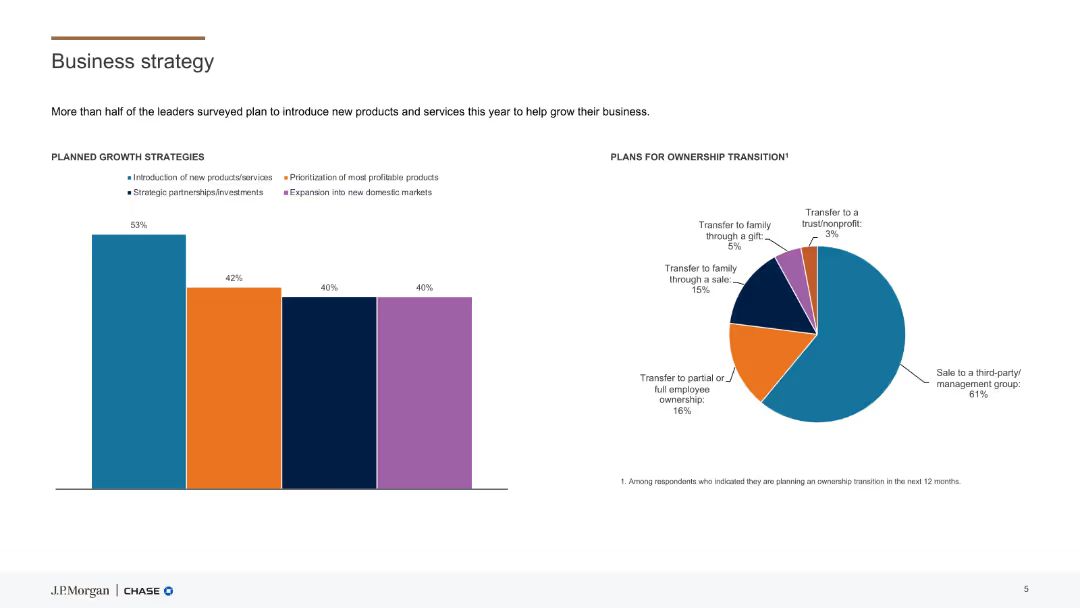 Business strategy
More than half of the leaders surveyed plan to introduce new products and services this year to help grow their business.
PLANNED GROWTH STRATEGIES
Introduction of new products/services
Prioritization of most profitable products
Strategic partnerships/investments
Expansion into new domestic markets
53%
42%
40%
40%
PLANS FOR OWNERSHIP TRANSITION¹
Transfer to a
trust/nonprofit:
3%
Transfer to family
through a gift:
5%
Transfer to family
through a sale:
15%
Transfer to partial or
full employee
ownership:
16%
Sale to a third-party/
management group:
61%
1. Among respondents who indicated they are planning an ownership transition in the next 12 months.
J.P.Morgan | CHASE
5